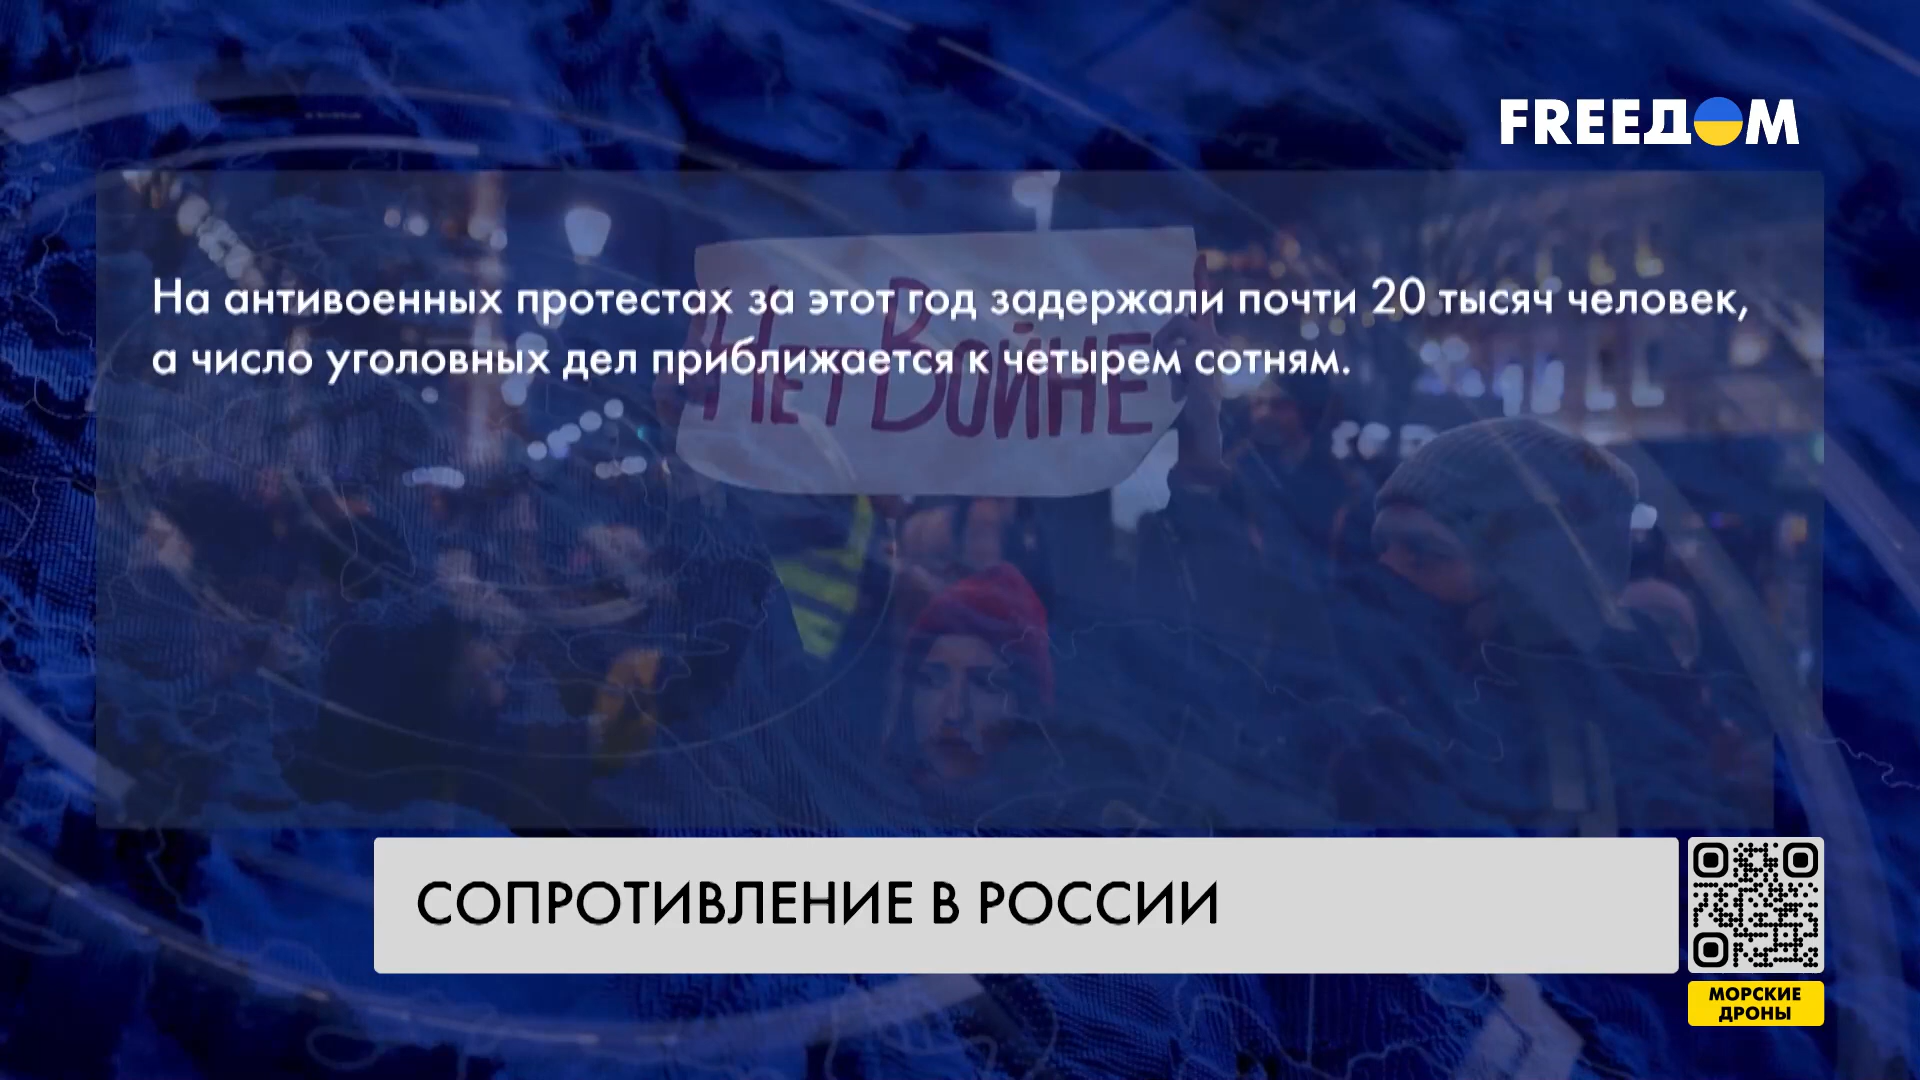 FREEДOM
На антивоенных протестах за этот год задержали почти 20 тысяч человек,
а число уголовных дел приближается к четырем сотням.
Нет Войне
СОПРОТИВЛЕНИЕ В РОССИИ
МОРСКИЕ
ДРОНЫ